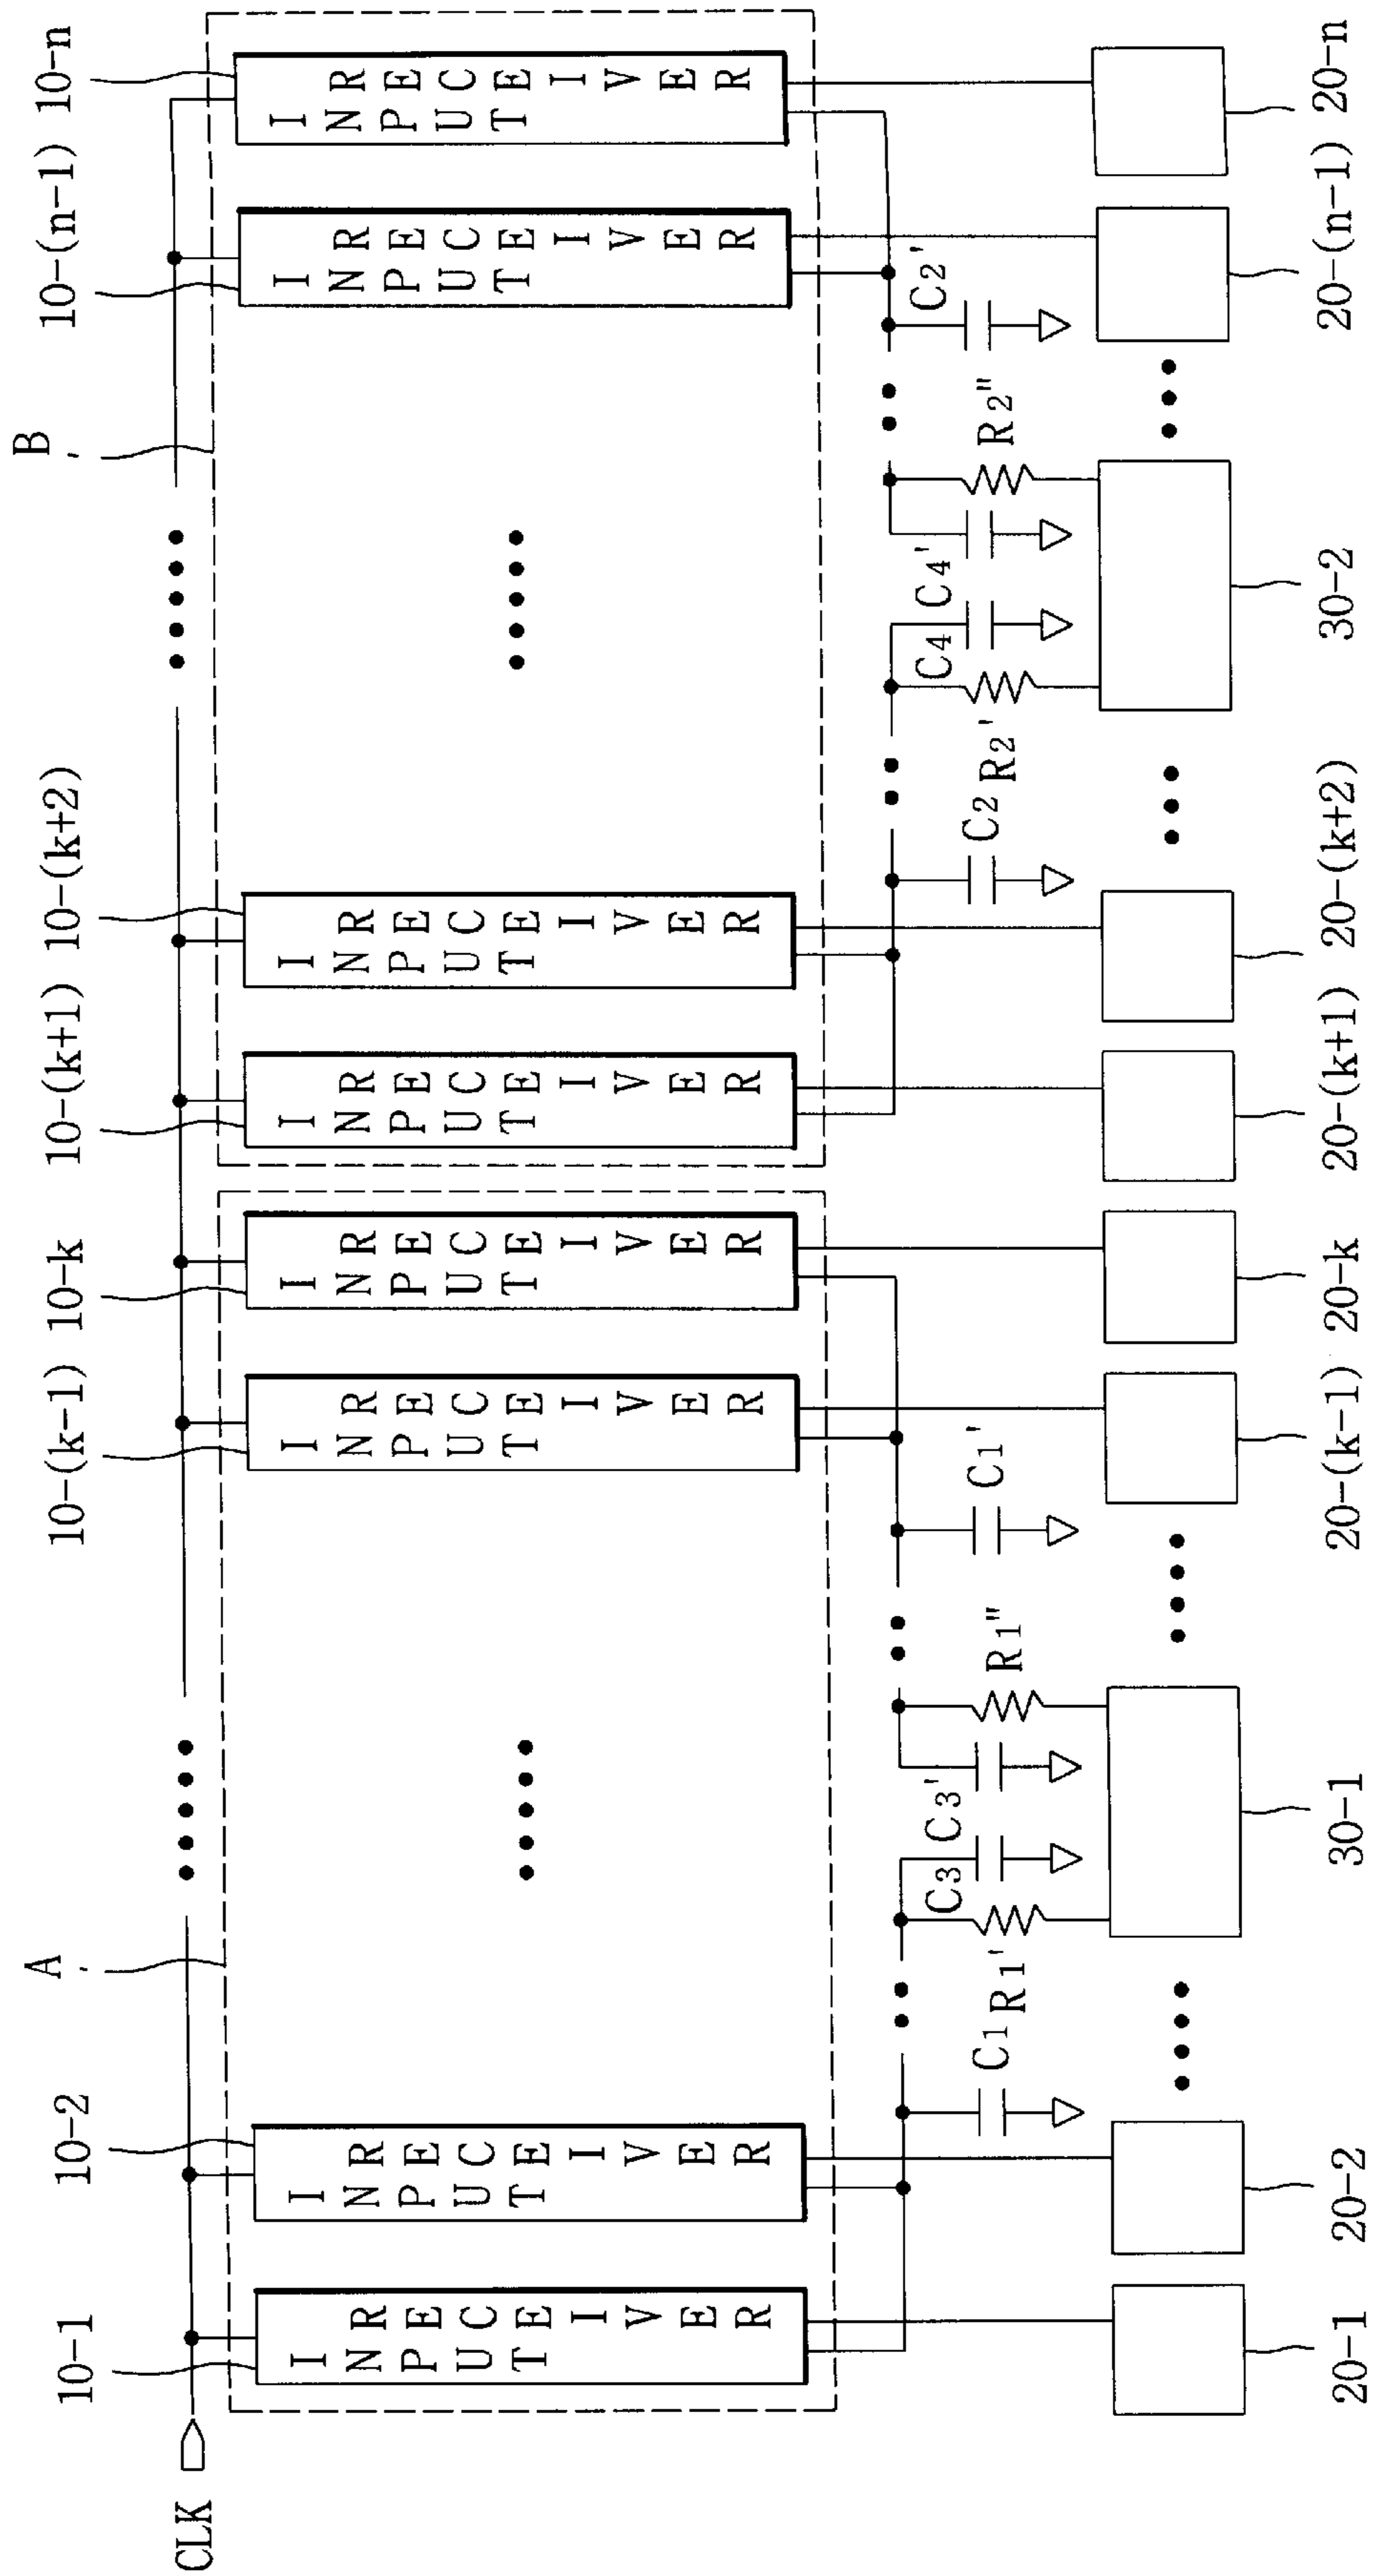 A
B
10-1
10-2
10-(k-1)
10-k
10-(k+1)
10-(k+2)
10-(n-1)
10-n
CLK
INPUT RECEIVER
INPUT RECEIVER
INPUT RECEIVER
INPUT RECEIVER
INPUT RECEIVER
INPUT RECEIVER
INPUT RECEIVER
INPUT RECEIVER
C1
R1'
C3
C3'
R1"
C1'
C2
R2'
C4
C4'
R2"
C2'
20-1
20-2
30-1
20-(k-1)
20-k
20-(k+1)
20-(k+2)
30-2
20-(n-1)
20-n